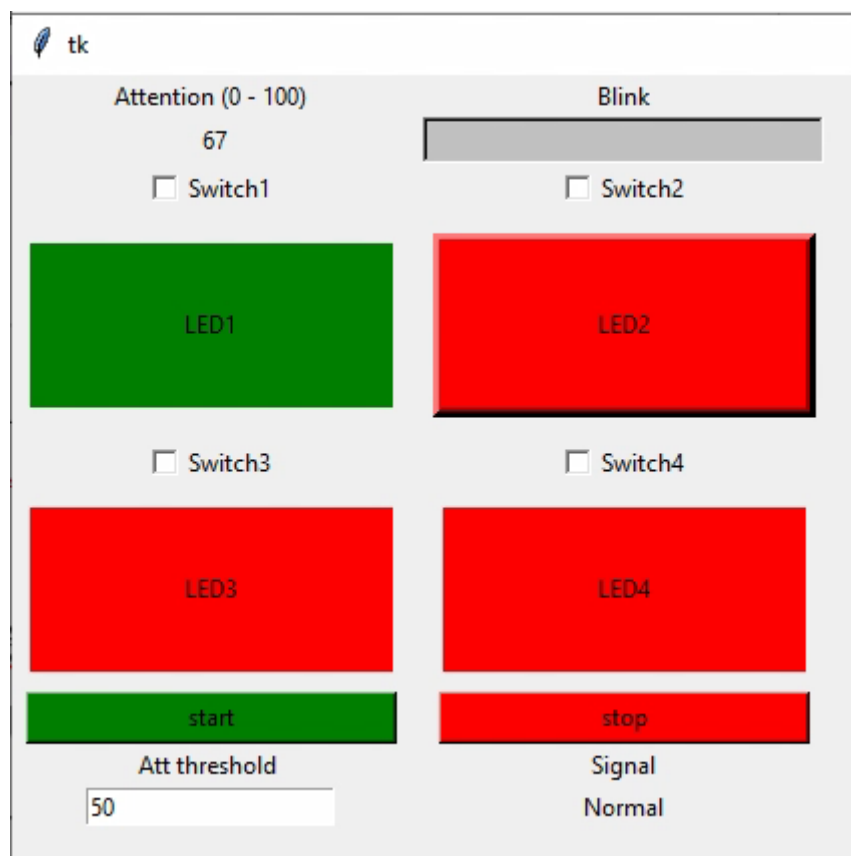 tk
Attention (0 - 100)
Blink
67
Switch1
Switch2
LED1
LED2
Switch3
Switch4
LED3
LED4
start
stop
Att threshold
Signal
50
Normal